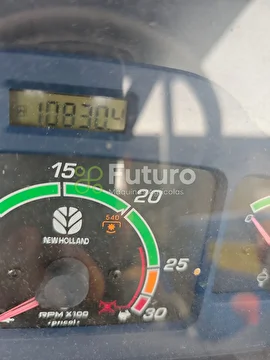 10830.4
Futuro
Máquinas Agrícolas
15
20
540
NEW HOLLAND
25
30
RPM X100